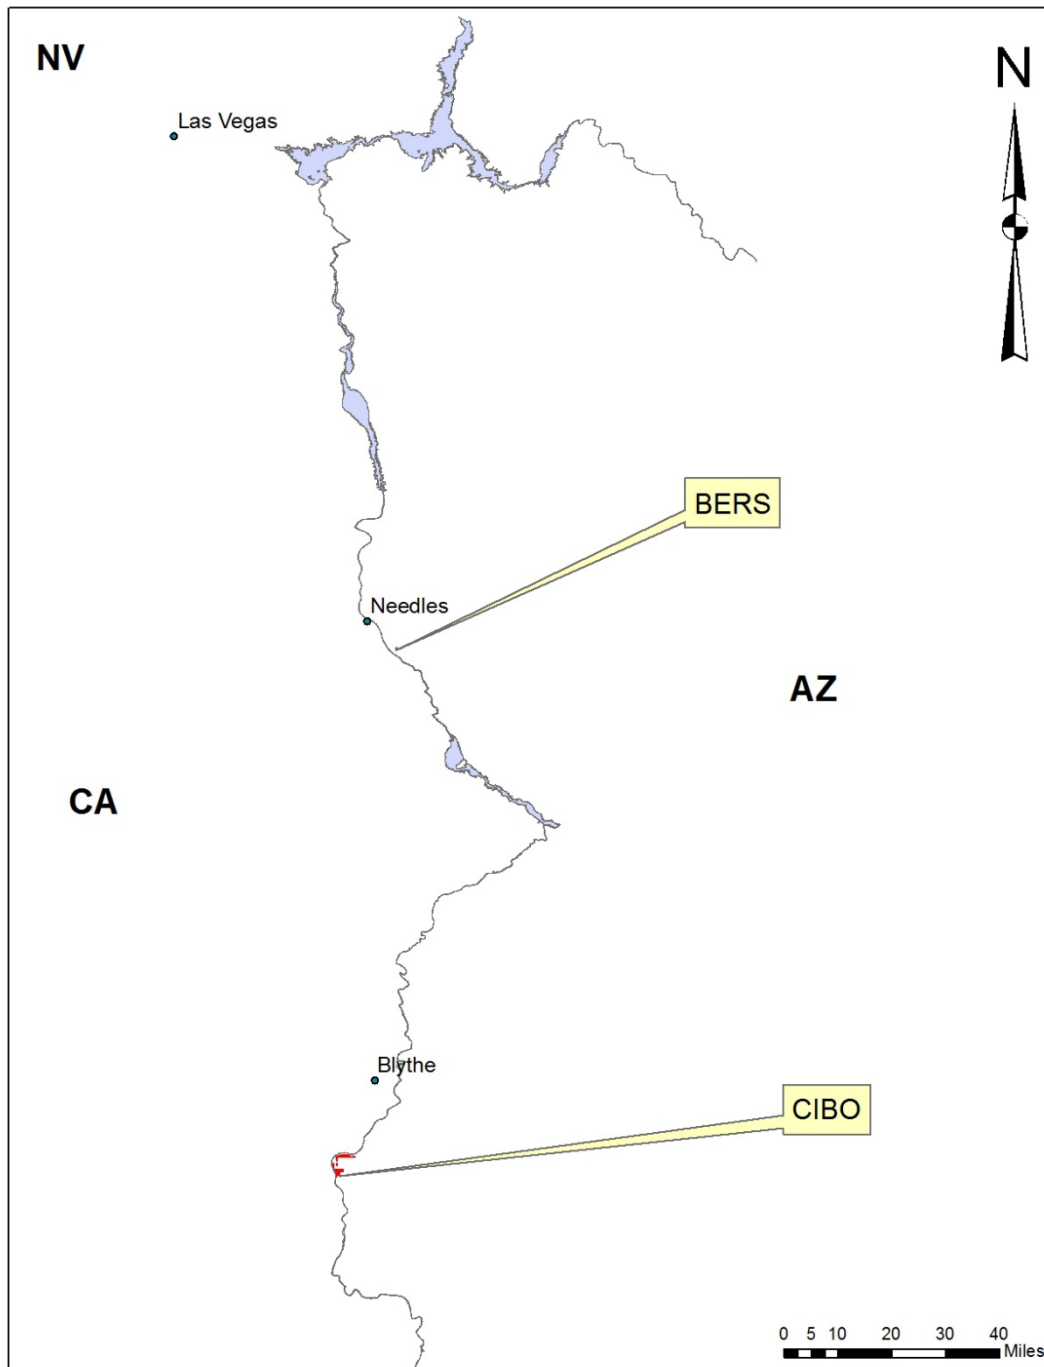 NV
N
Las Vegas
BERS
Needles
AZ
CA
Blythe
CIBO
0 5 10 20 30 40
Miles